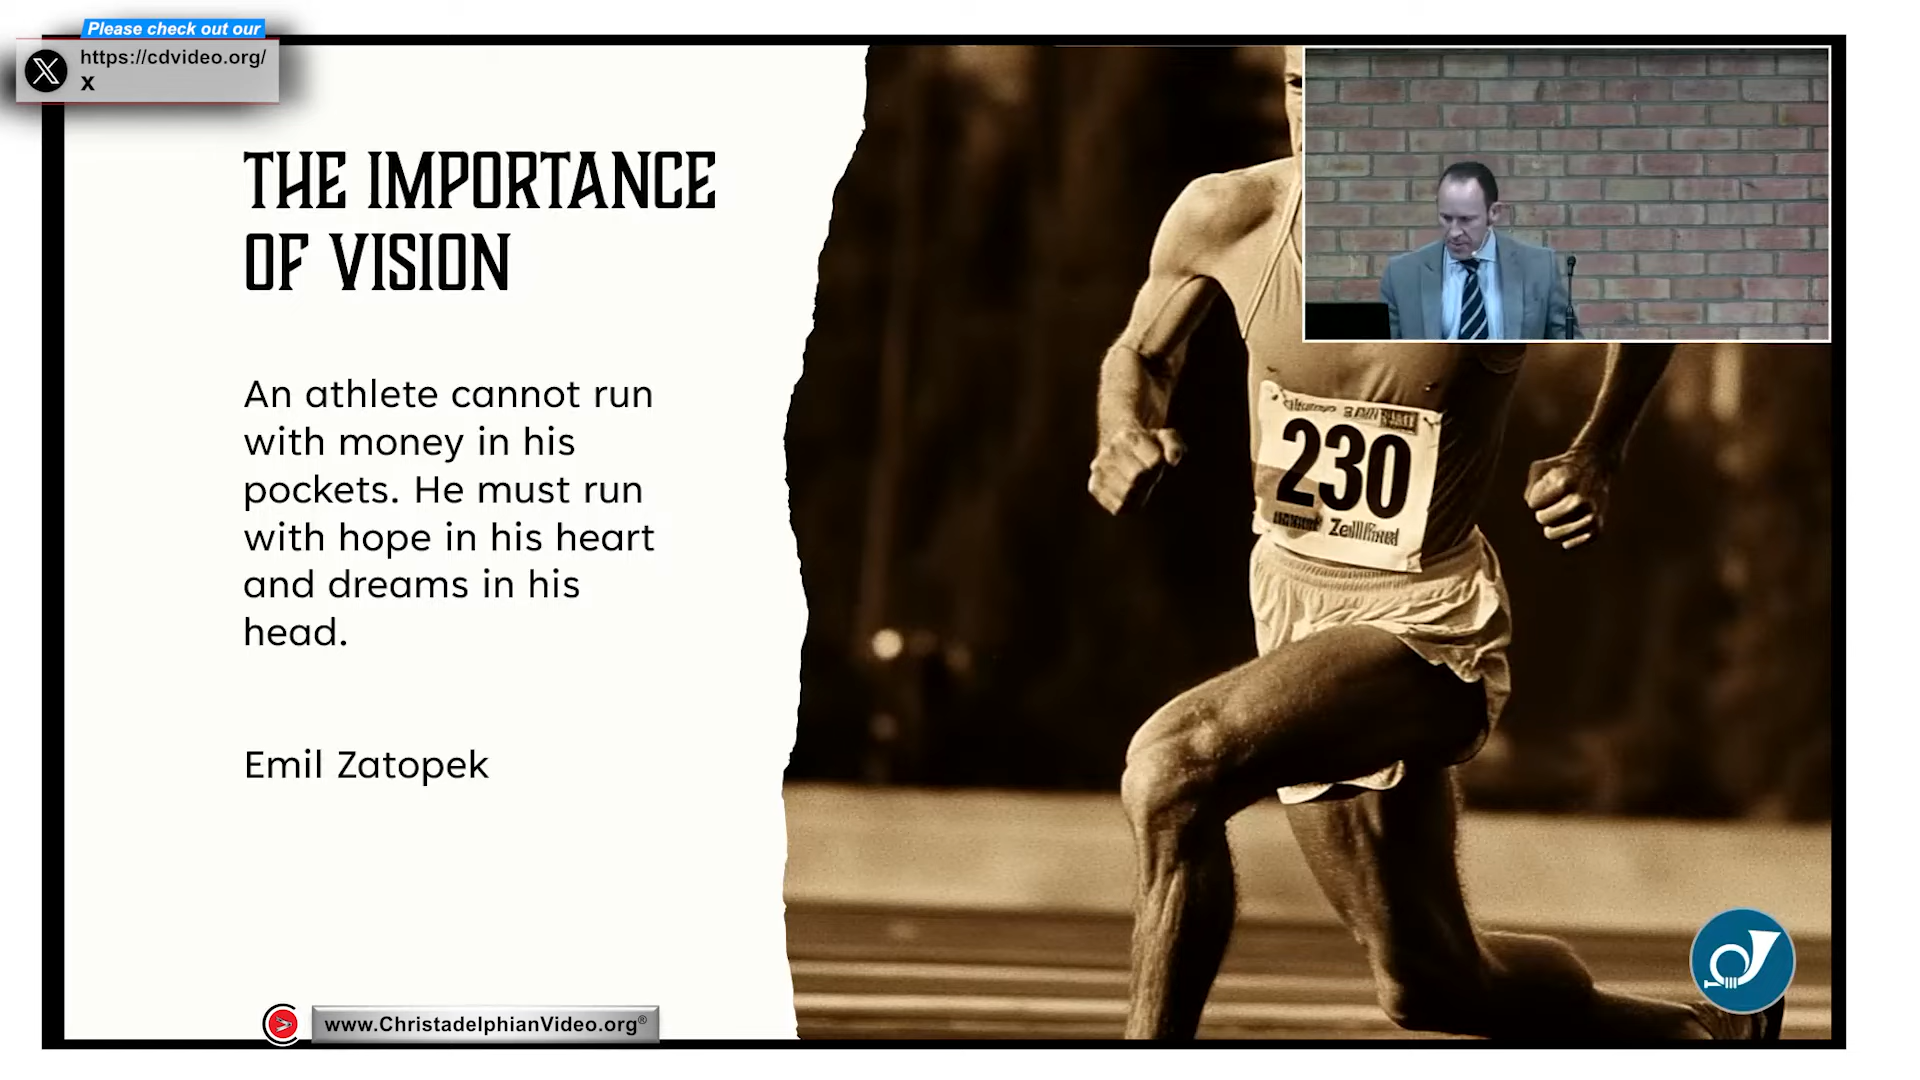 Please check out our
https://cdvideo.org/
x
THE IMPORTANCE
OF VISION
An athlete cannot run
with money in his
pockets. He must run
with hope in his heart
and dreams in his
head.
Emil Zatopek
230
www.ChristadelphianVideo.org®